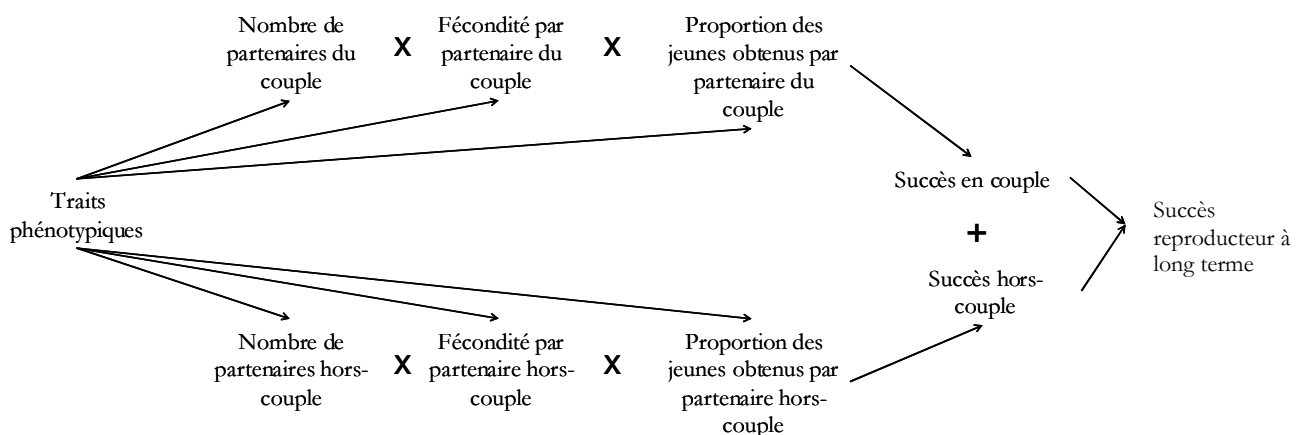 Nombre de
partenaires du
couple
X
Fécondité par
partenaire du
couple
X
Proportion des
jeunes obtenus par
partenaire du
couple
Succès en couple
Traits
phénotypiques
+
Succès
reproducteur à
long terme
Succès hors-
couple
Nombre de
partenaires hors-
couple
X
Fécondité par
partenaire hors-
couple
X
Proportion des
jeunes obtenus par
partenaire hors-
couple